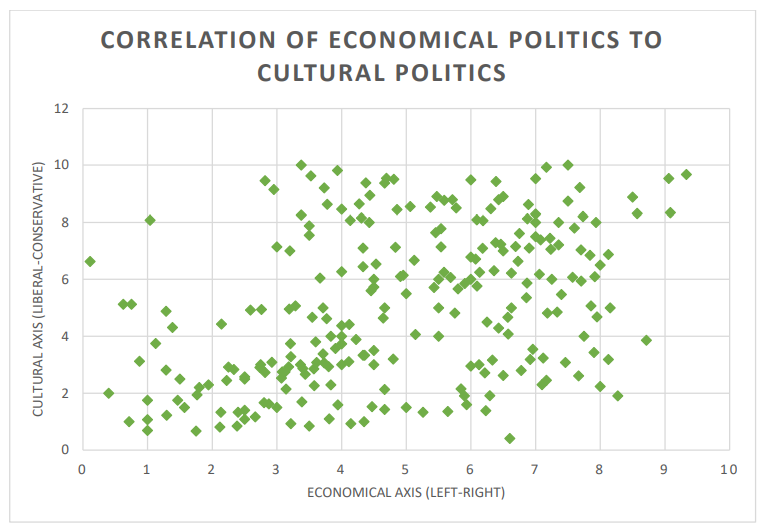 CORRELATION OF ECONOMICAL POLITICS TO
CULTURAL POLITICS
CULTURAL AXIS (LIBERAL-CONSERVATIVE)
12
10
8
6
4
2
0
0 1 2 3 4 5 6 7 8 9 10
ECONOMICAL AXIS (LEFT-RIGHT)